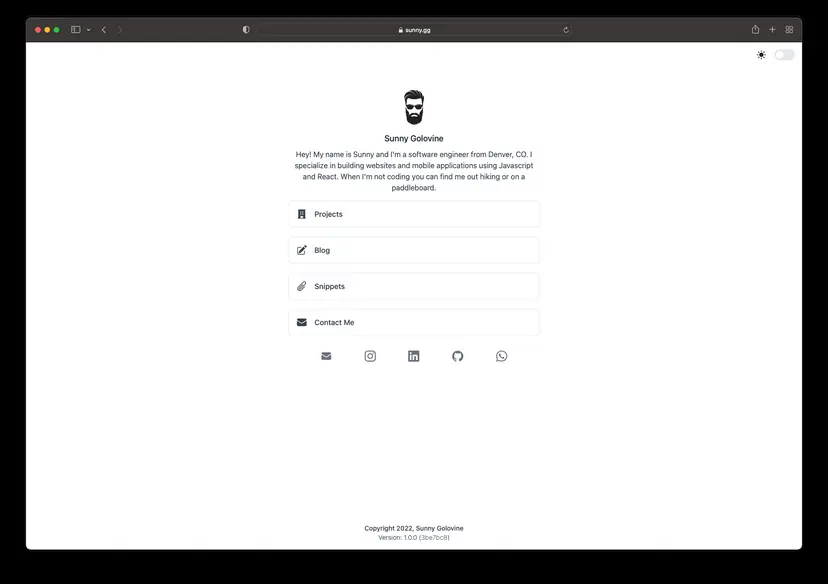 sunny.gg
Sunny Golovine
Hey! My name is Sunny and I'm a software engineer from Denver, CO. I
specialize in building websites and mobile applications using Javascript
and React. When I'm not coding you can find me out hiking or on a
paddleboard.
Projects
Blog
Snippets
Contact Me
Copyright 2022, Sunny Golovine
Version: 1.0.0 (3be7bc8)